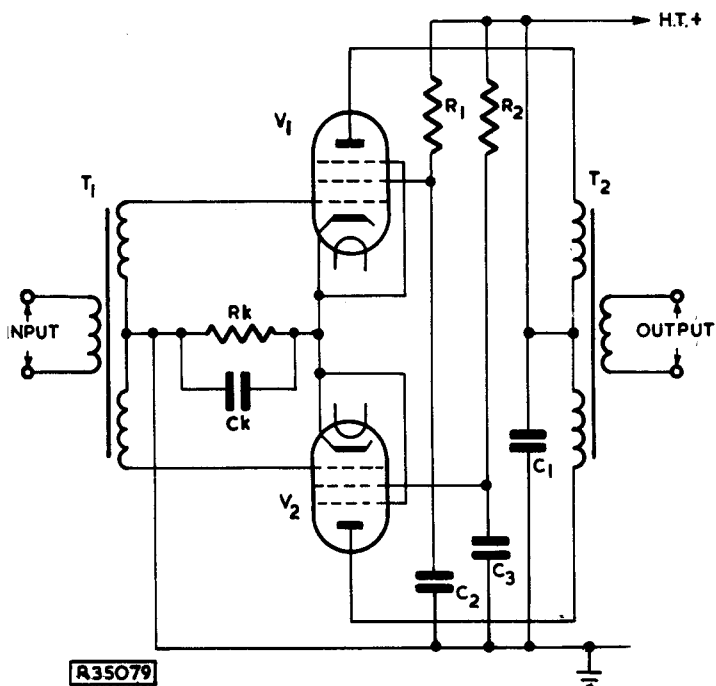 H.T.+
V1
R1
R2
T1
T2
INPUT
Rk
OUTPUT
Ck
C1
V2
C3
C2
R35079